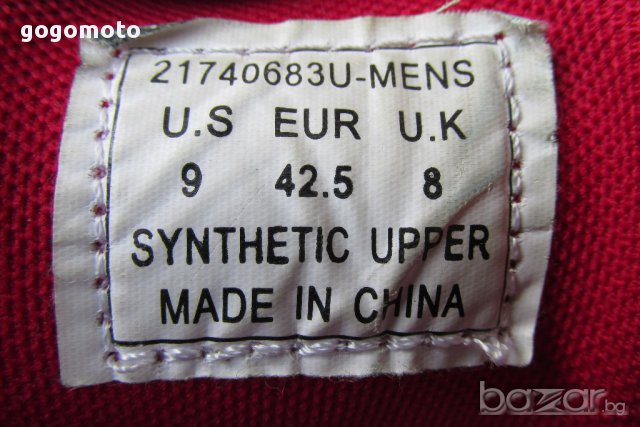 gogomoto
21740683U-MENS
U.S EUR U.K
9 42.5 8
SYNTHETIC UPPER
MADE IN CHINA
bazar.bg